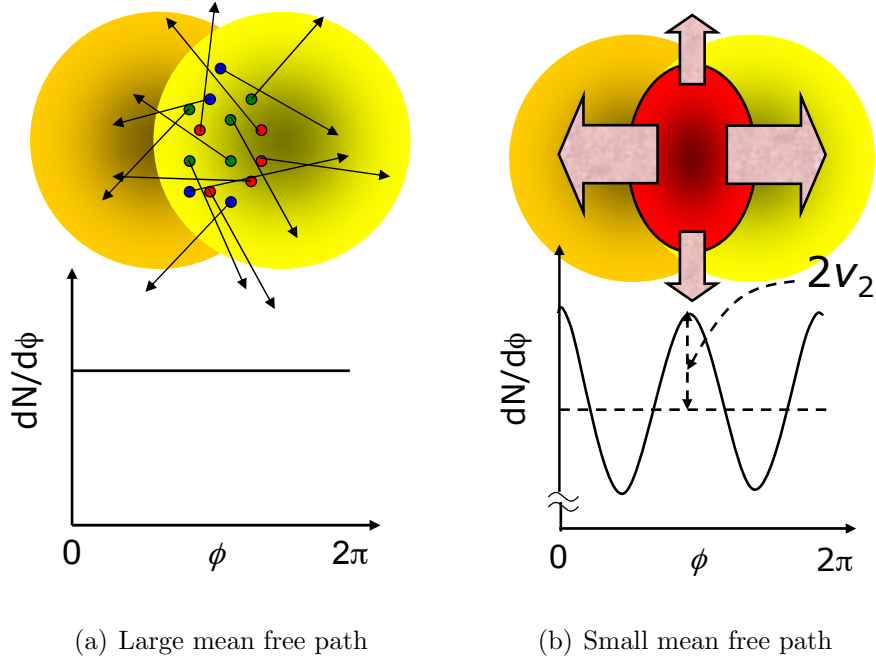 dN/dϕ
0 ϕ 2π
(a) Large mean free path
2v₂
dN/dϕ
0 ϕ 2π
(b) Small mean free path